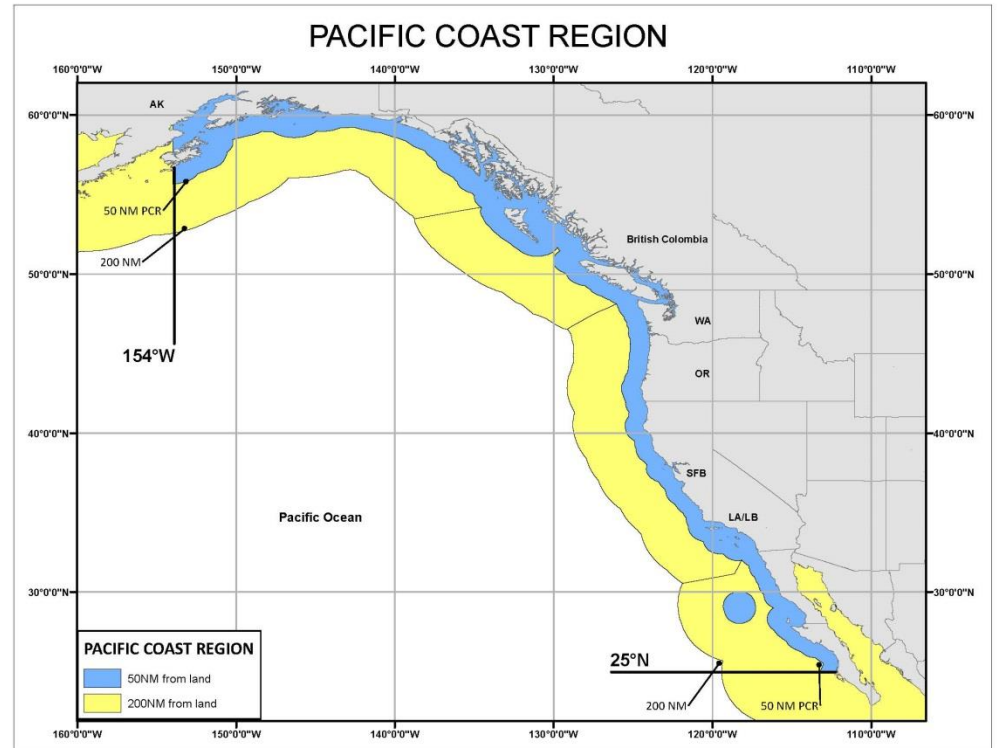 PACIFIC COAST REGION
160°0'0"W 150°0'0"W 140°0'0"W 130°0'0"W 120°0'0"W 110°0'0"W
AK
60°0'0"N 60°0'0"N
50 NM PCR
British Colombia
200 NM
50°0'0"N 50°0'0"N
WA
154°W
OR
40°0'0"N 40°0'0"N
SFB
Pacific Ocean
LA/LB
30°0'0"N 30°0'0"N
PACIFIC COAST REGION
50NM from land
200NM from land
25°N
200 NM
50 NM PCR
160°0'0"W 150°0'0"W 140°0'0"W 130°0'0"W 120°0'0"W 110°0'0"W